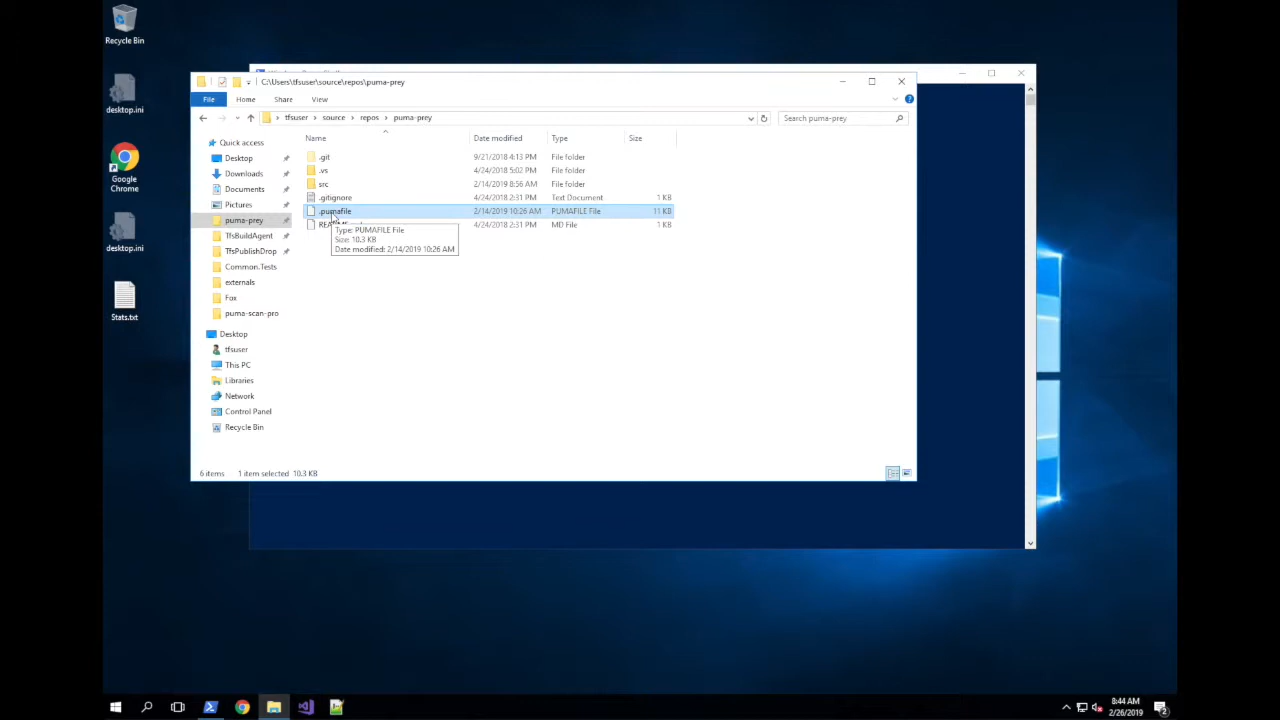 Recycle Bin
desktop.ini
Google
Chrome
desktop.ini
Stats.txt
C:\Users\tfsuser\source\repos\puma-prey
File
Home
Share
View
tfsuser
source
repos
puma-prey
Search puma-prey
Name
Date modified
Type
Size
Quick access
Desktop
Downloads
Documents
Pictures
puma-prey
TfsBuildAgent
TfsPublishDrop
Common.Tests
externals
Fox
puma-scan-pro
Desktop
tfsuser
This PC
Libraries
Network
Control Panel
Recycle Bin
.git 9/21/2018 4:13 PM File folder
.vs 4/24/2018 5:02 PM File folder
src 2/14/2019 8:56 AM File folder
.gitignore 4/24/2018 2:31 PM Text Document 1 KB
.pumafile 2/14/2019 10:26 AM PUMAFILE File 11 KB
4/24/2018 2:31 PM MD File 1 KB
Type: PUMAFILE File
Size: 10.3 KB
Date modified: 2/14/2019 10:26 AM
6 items 1 item selected 10.3 KB
8:44 AM
2/26/2019
2